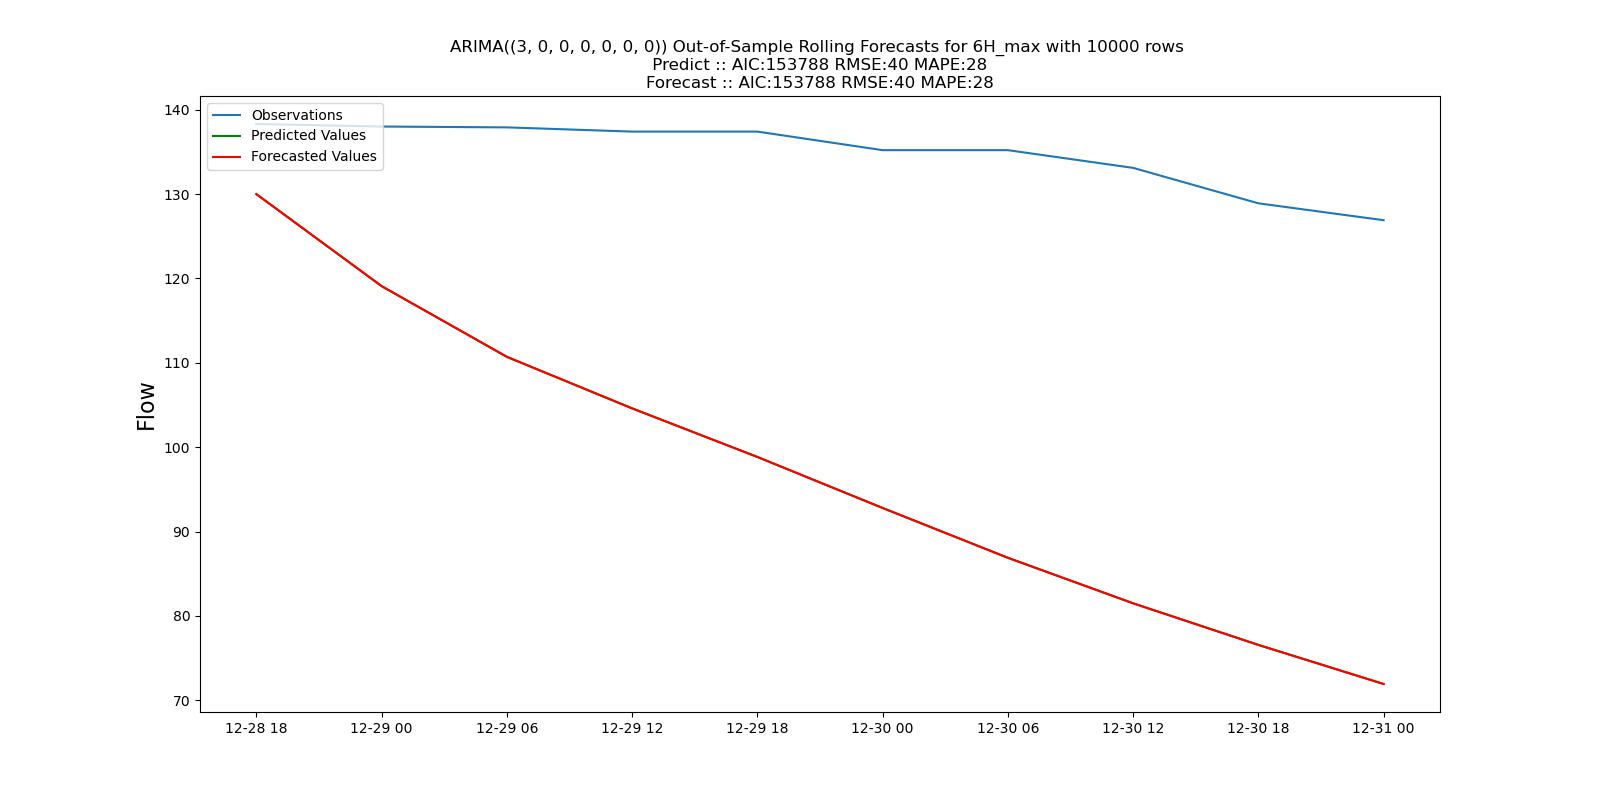 ARIMA((3, 0, 0, 0, 0, 0, 0)) Out-of-Sample Rolling Forecasts for 6H_max with 10000 rows
Predict :: AIC:153788 RMSE:40 MAPE:28
Forecast :: AIC:153788 RMSE:40 MAPE:28
Observations
Predicted Values
Forecasted Values
140
130
120
110
100
90
80
70
Flow
12-28 18 12-29 00 12-29 06 12-29 12 12-29 18 12-30 00 12-30 06 12-30 12 12-30 18 12-31 00